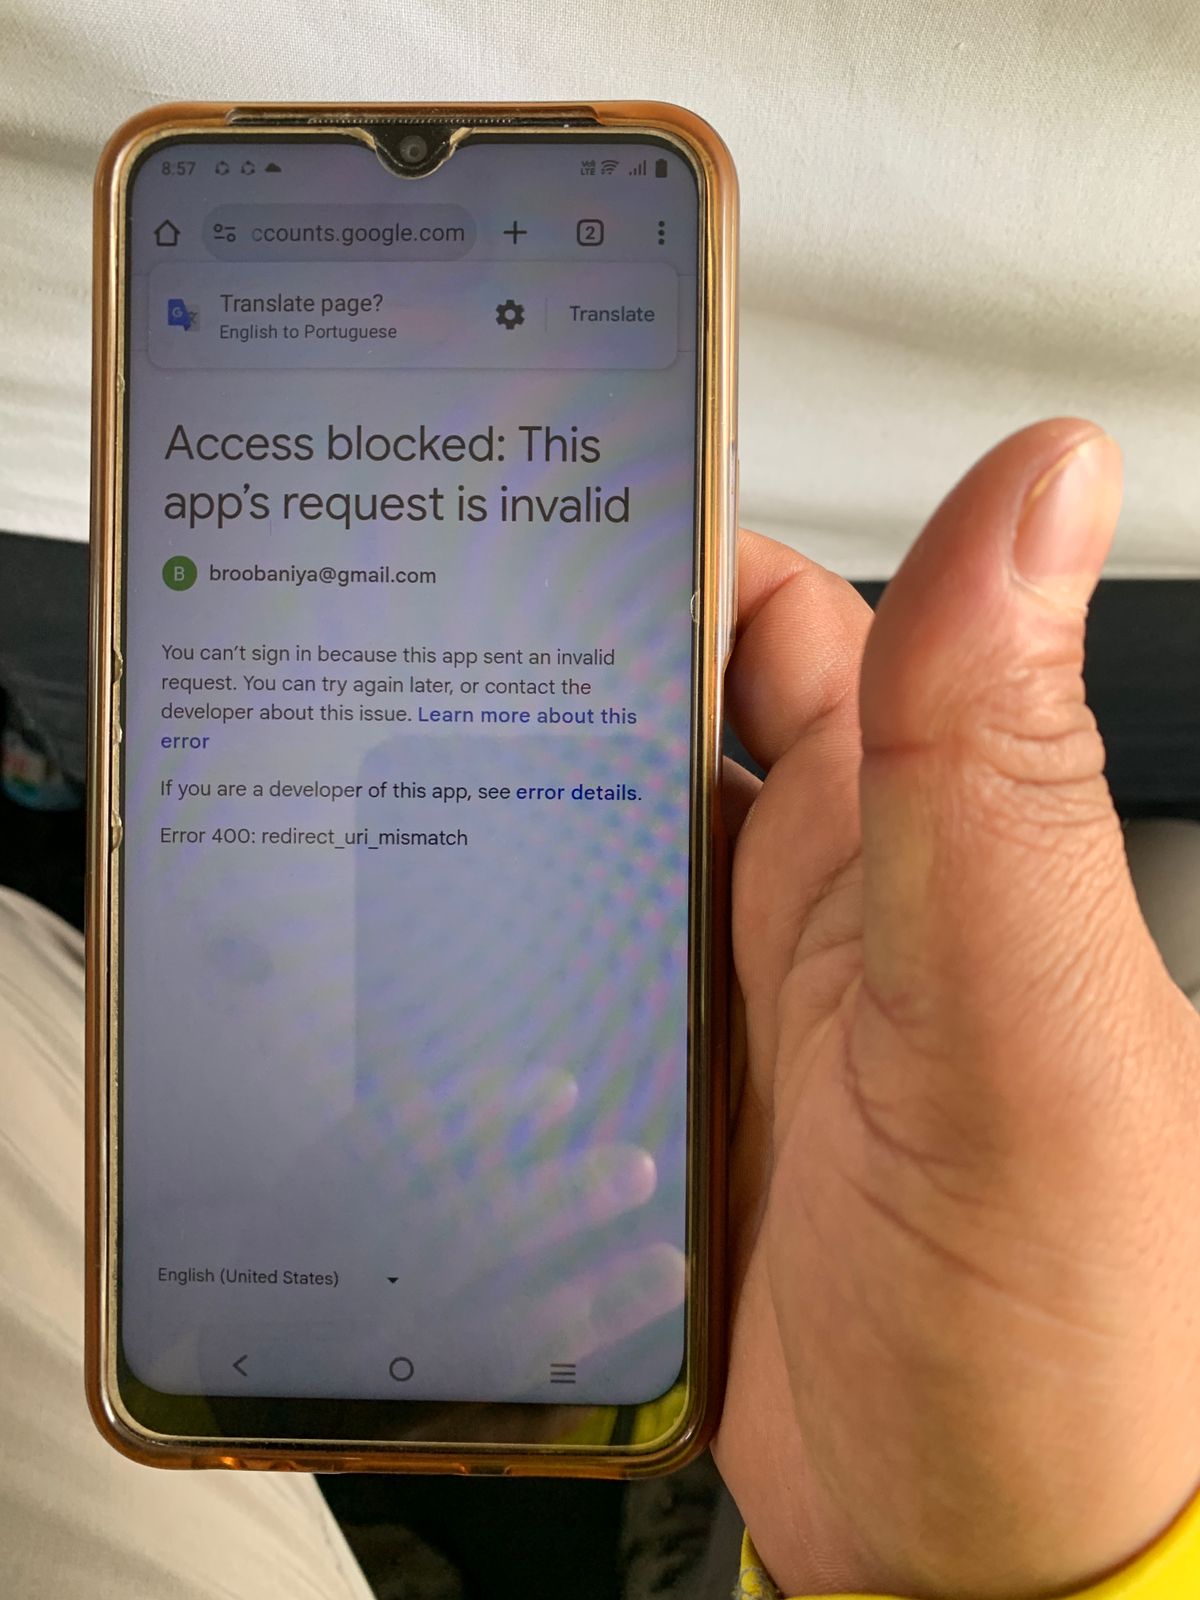 8:57
Vo)) LTE
ccounts.google.com
2
Translate page?
English to Portuguese
Translate
Access blocked: This
app's request is invalid
B
broobaniya@gmail.com
You can't sign in because this app sent an invalid
request. You can try again later, or contact the
developer about this issue. Learn more about this
error
If you are a developer of this app, see error details.
Error 400: redirect_uri_mismatch
English (United States)